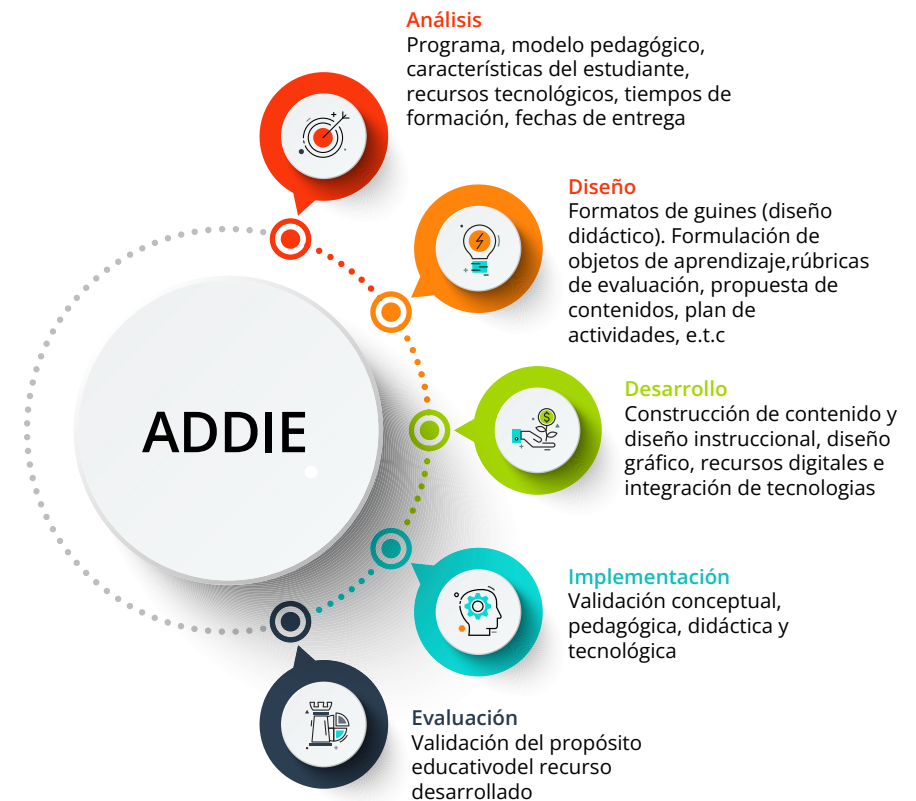 Análisis
Programa, modelo pedagógico,
características del estudiante,
recursos tecnológicos, tiempos de
formación, fechas de entrega
Diseño
Formatos de guines (diseño
didáctico). Formulación de
objetos de aprendizaje,rúbricas
de evaluación, propuesta de
contenidos, plan de
actividades, e.t.c
ADDIE
Desarrollo
Construcción de contenido y
diseño instruccional, diseño
gráfico, recursos digitales e
integración de tecnologias
Implementación
Validación conceptual,
pedagógica, didáctica y
tecnológica
Evaluación
Validación del propósito
educativodel recurso
desarrollado